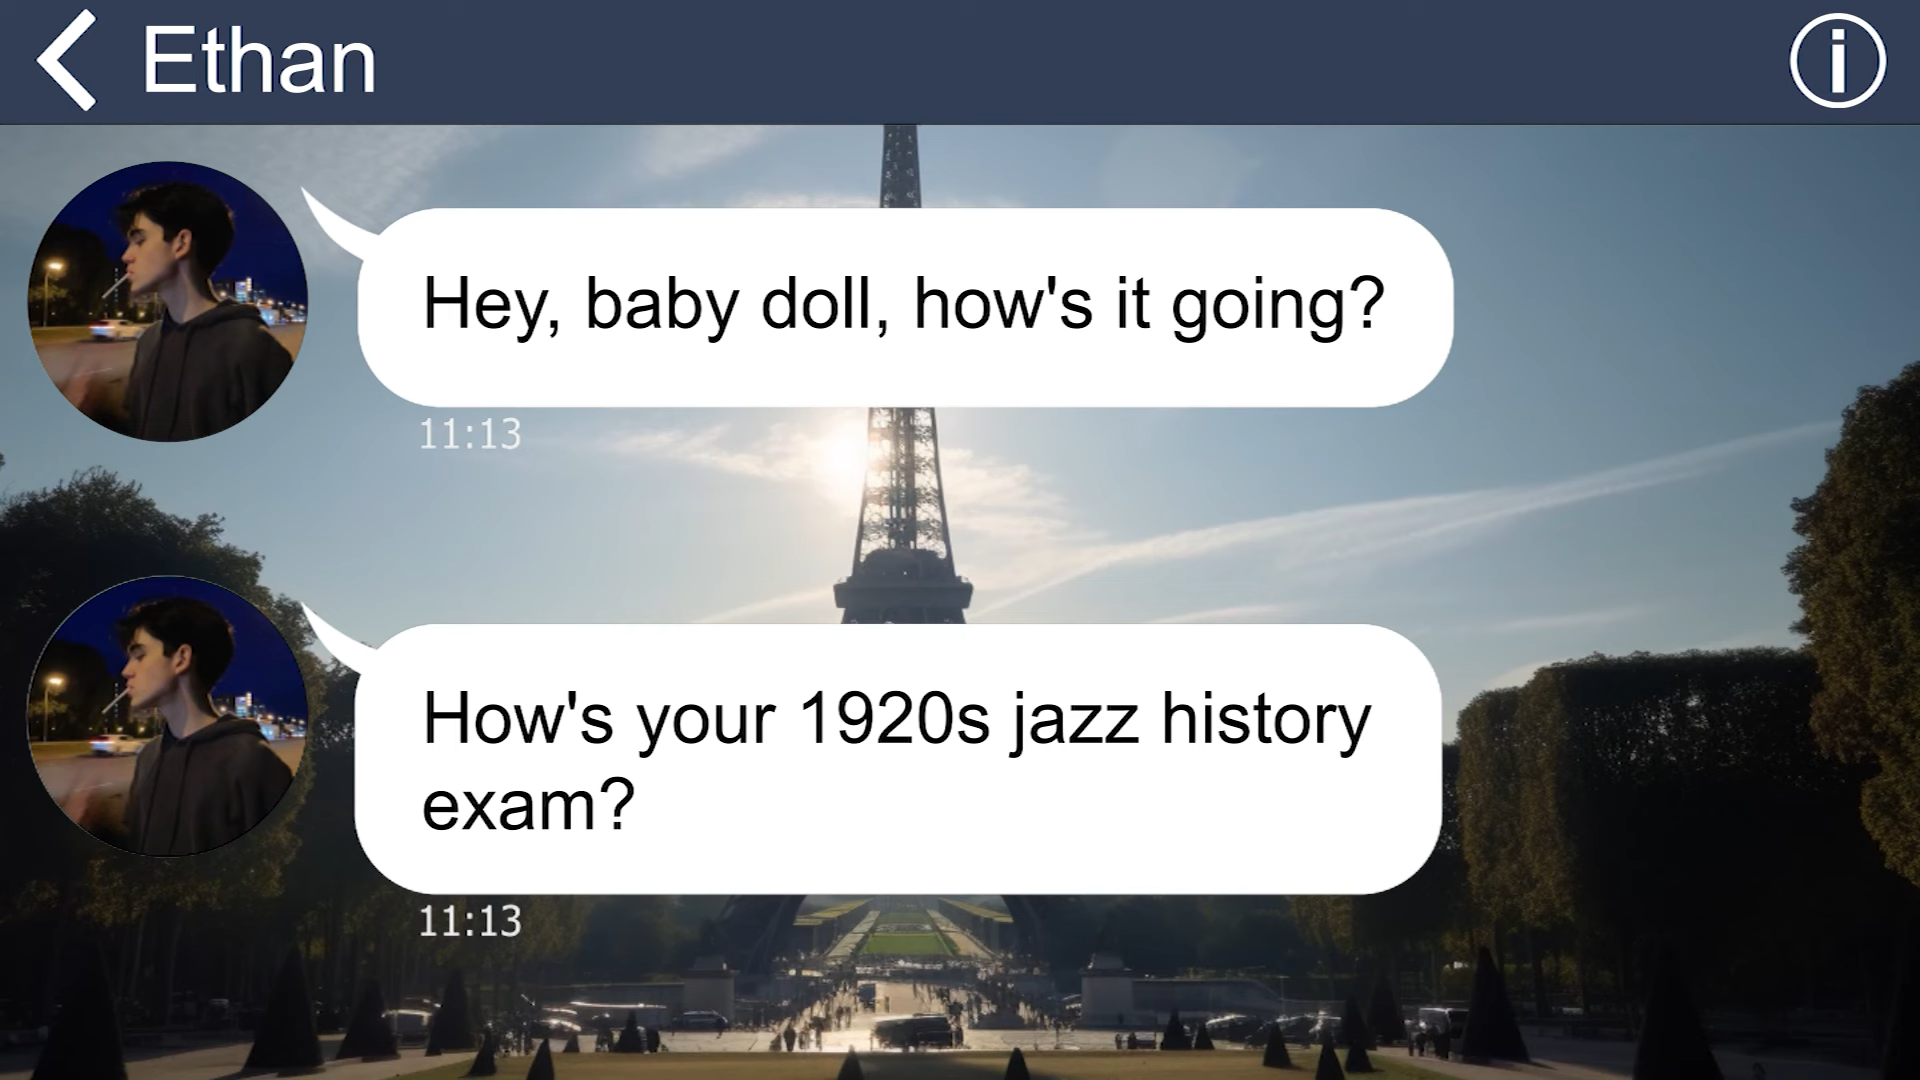 Ethan
Hey, baby doll, how's it going?
11:13
How's your 1920s jazz history
exam?
11:13